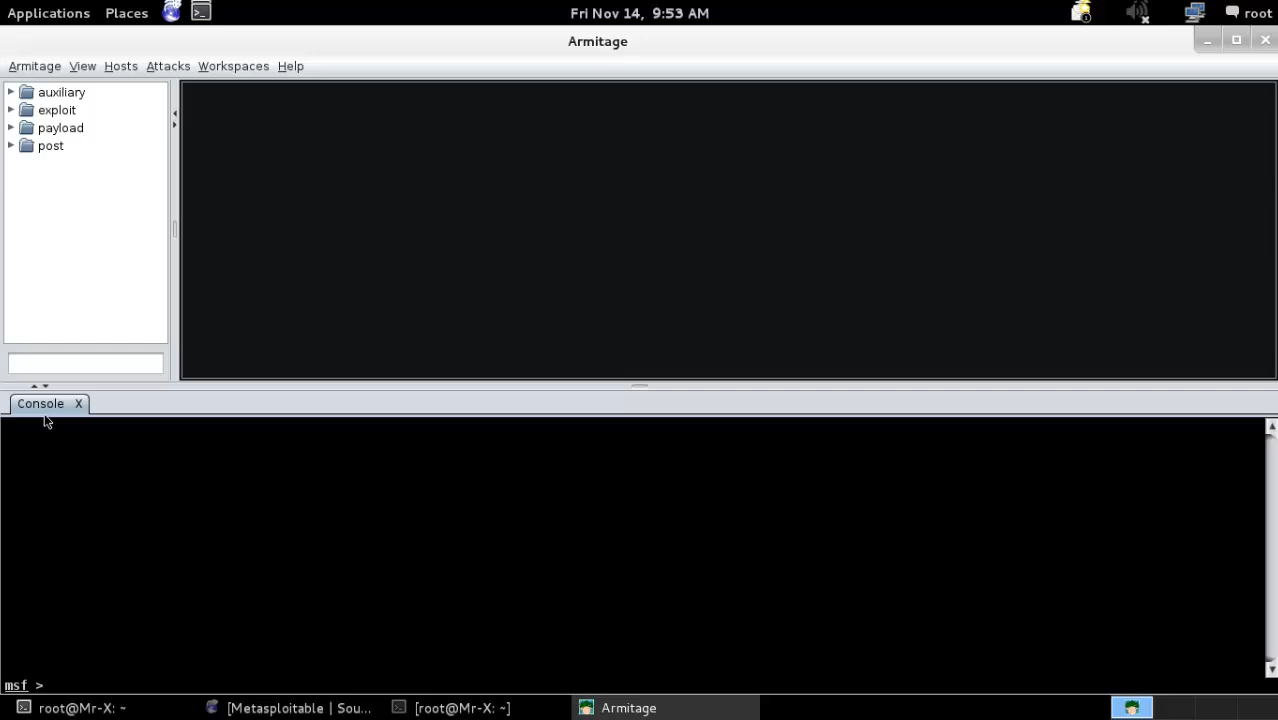 Applications Places Fri Nov 14, 9:53 AM root
Armitage
Armitage View Hosts Attacks Workspaces Help
auxiliary
exploit
payload
post
Console X
msf >
root@Mr-X: ~ [Metasploitable | Sou... [root@Mr-X: ~] Armitage